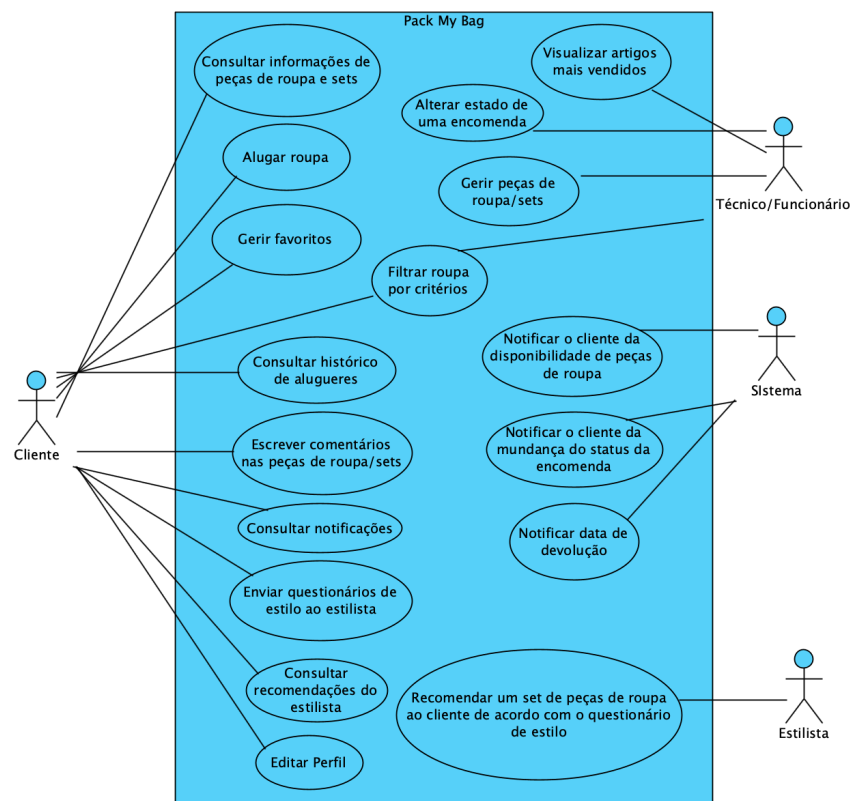 Pack My Bag
Consultar informações de
peças de roupa e sets
Visualizar artigos
mais vendidos
Alterar estado de
uma encomenda
Alugar roupa
Gerir peças de
roupa/sets
Técnico/Funcionário
Gerir favoritos
Filtrar roupa
por critérios
Notificar o cliente da
disponibilidade de peças
de roupa
SIstema
Consultar histórico
de alugueres
Cliente
Escrever comentários
nas peças de roupa/sets
Notificar o cliente da
mundança do status da
encomenda
Consultar notificações
Notificar data de
devolução
Enviar questionários de
estilo ao estilista
Consultar
recomendações do
estilista
Recomendar um set de peças de roupa
ao cliente de acordo com o questionário
de estilo
Estilista
Editar Perfil